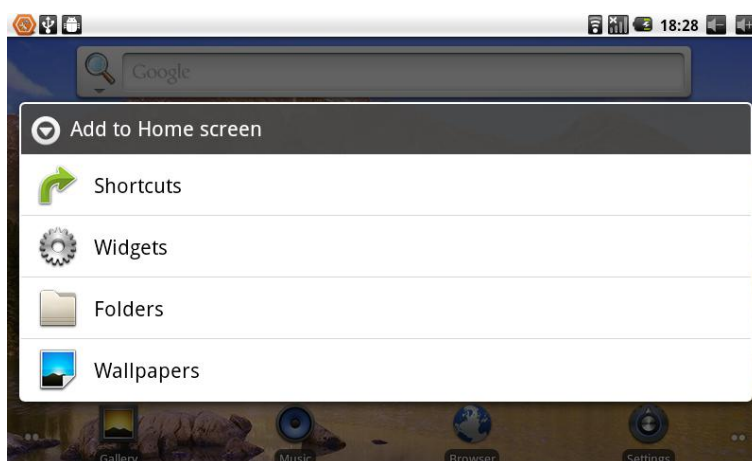 18:28
Google
Add to Home screen
Shortcuts
Widgets
Folders
Wallpapers
Gallery
Music
Browser
Settings